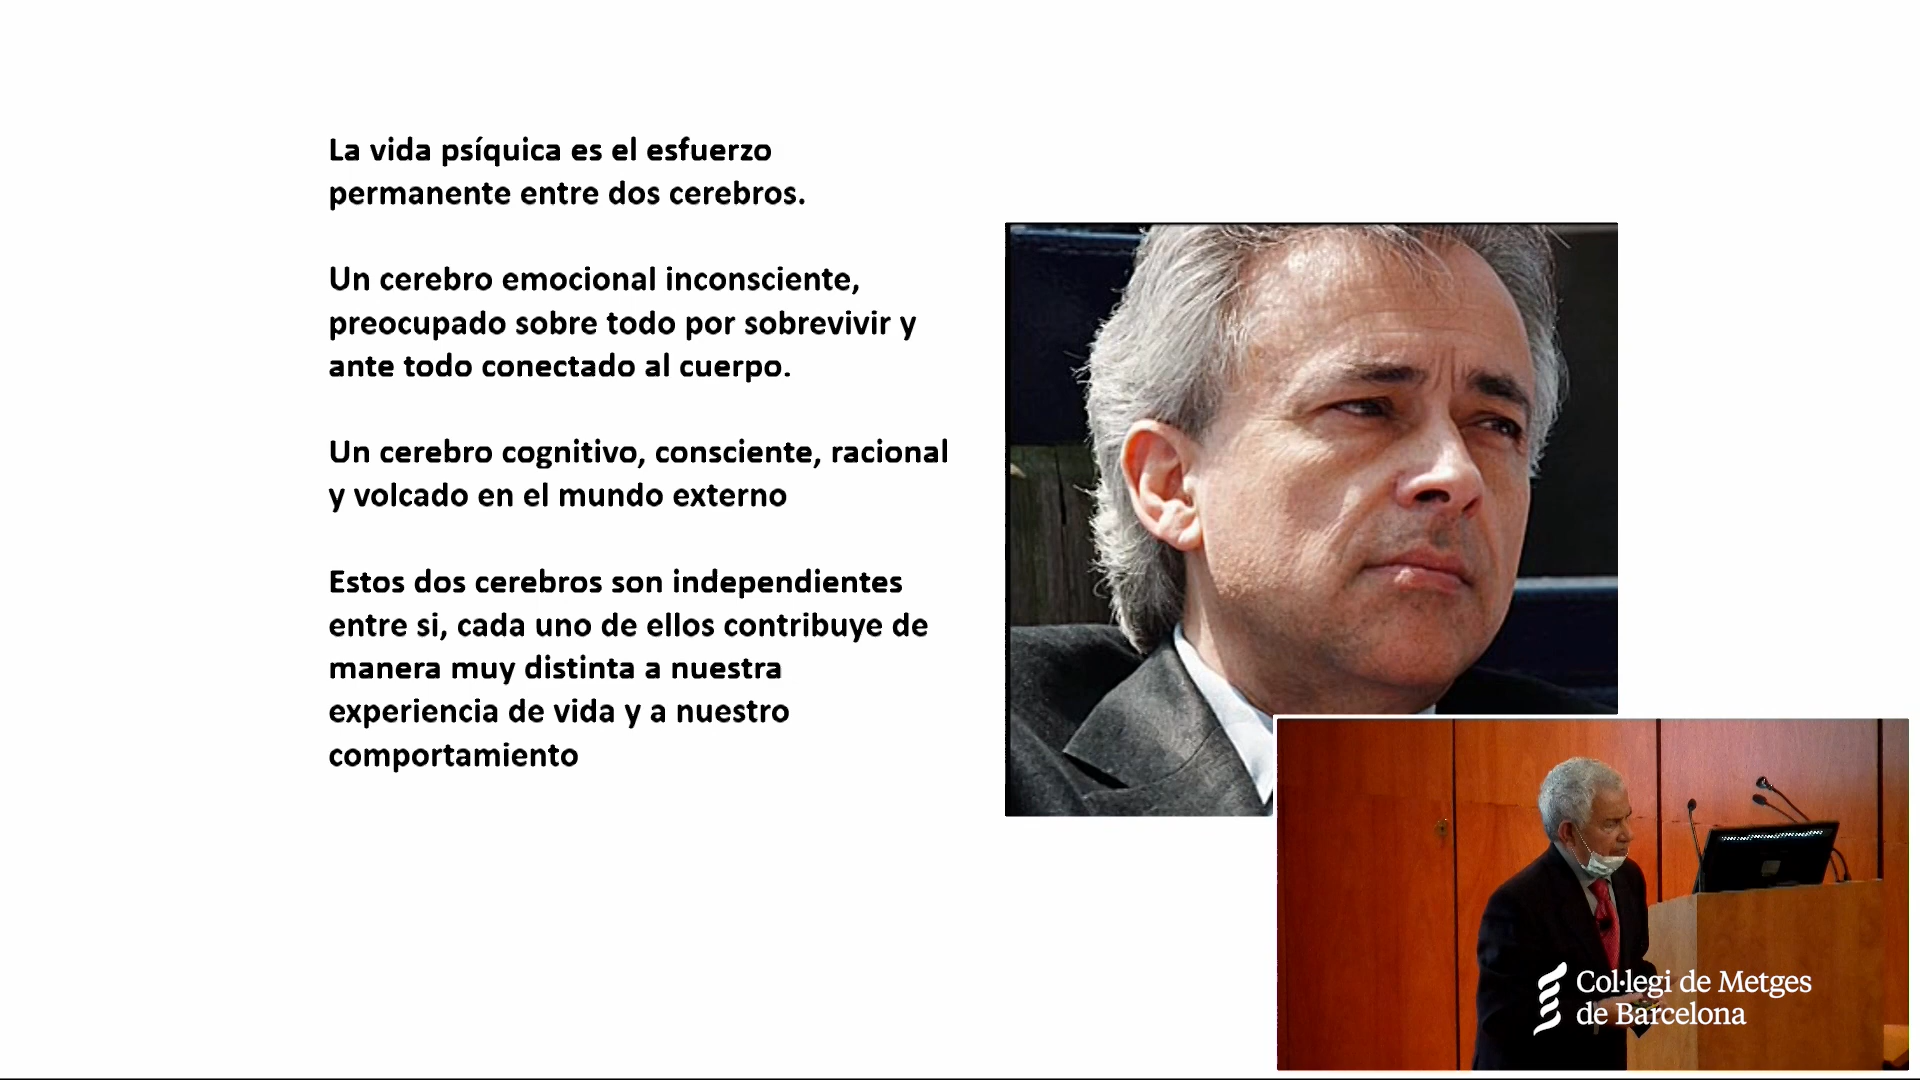 La vida psíquica es el esfuerzo
permanente entre dos cerebros.
Un cerebro emocional inconsciente,
preocupado sobre todo por sobrevivir y
ante todo conectado al cuerpo.
Un cerebro cognitivo, consciente, racional
y volcado en el mundo externo
Estos dos cerebros son independientes
entre si, cada uno de ellos contribuye de
manera muy distinta a nuestra
experiencia de vida y a nuestro
comportamiento
Col·legi de Metges
de Barcelona